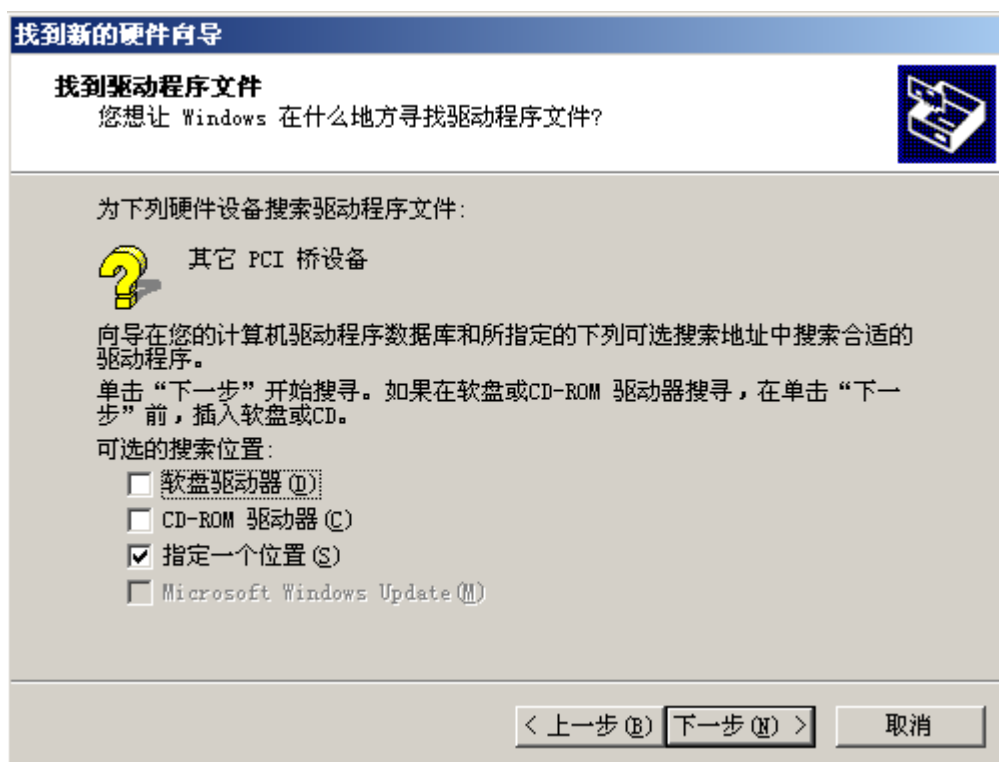 找到新的硬件向导
找到驱动程序文件
您想让 Windows 在什么地方寻找驱动程序文件?
为下列硬件设备搜索驱动程序文件:
其它 PCI 桥设备
向导在您的计算机驱动程序数据库和所指定的下列可选搜索地址中搜索合适的
驱动程序。
单击“下一步”开始搜寻。如果在软盘或CD-ROM 驱动器搜寻，在单击“下一
步”前，插入软盘或CD。
可选的搜索位置:
软盘驱动器(D)
CD-ROM 驱动器(C)
指定一个位置(S)
Microsoft Windows Update(M)
< 上一步(B) 下一步(N) > 取消